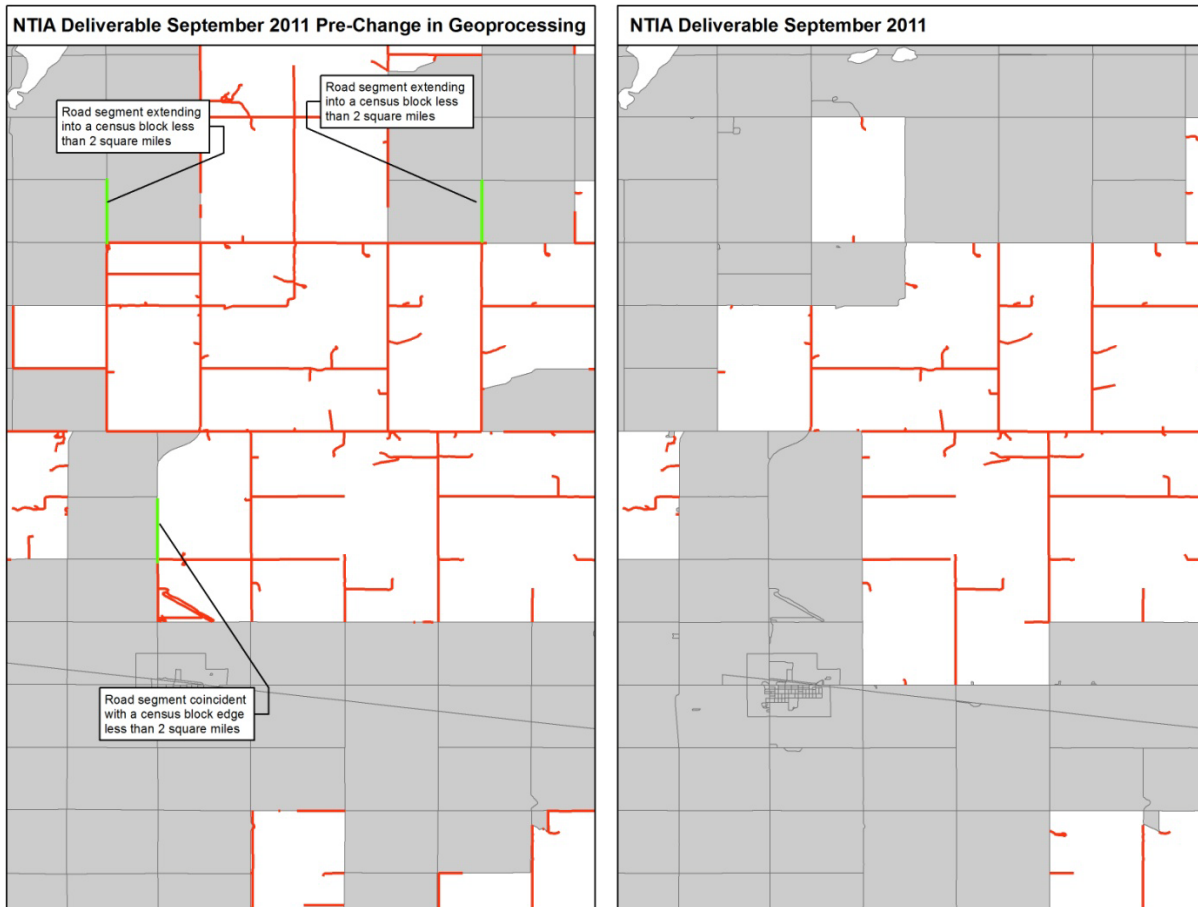 NTIA Deliverable September 2011 Pre-Change in Geoprocessing
NTIA Deliverable September 2011
Road segment extending
into a census block less
than 2 square miles
Road segment extending
into a census block less
than 2 square miles
Road segment coincident
with a census block edge
less than 2 square miles